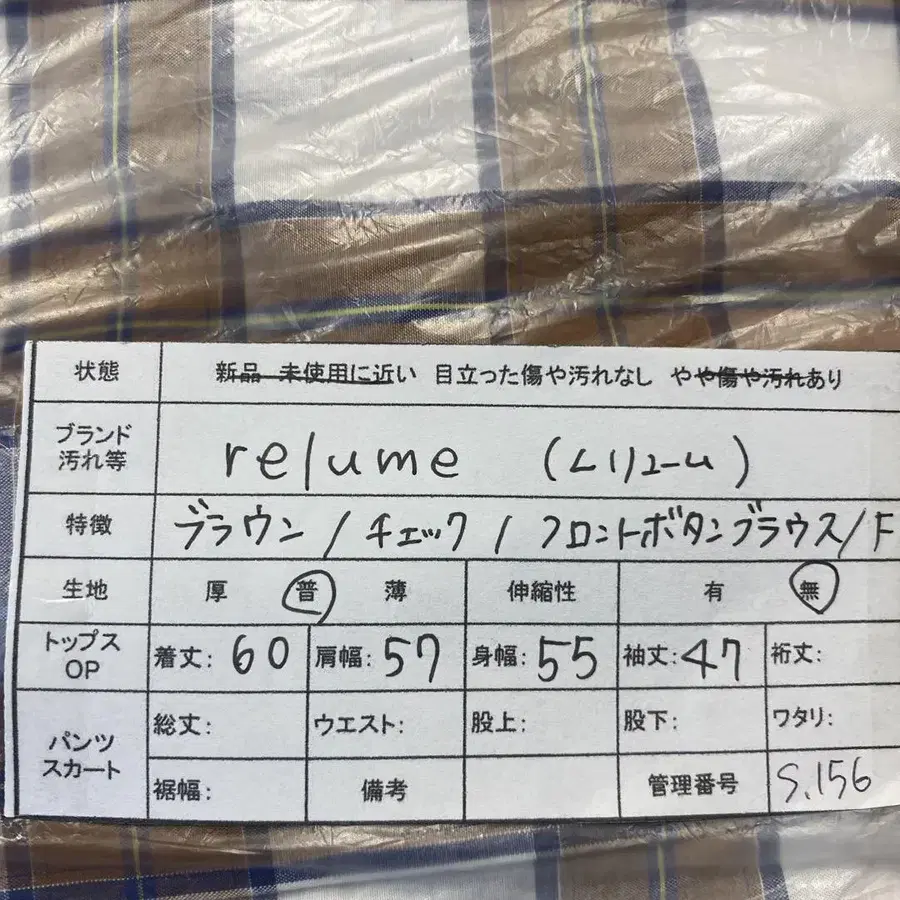 状態 新品 未使用に近い 目立った傷や汚れなし やや傷や汚れあり
ブランド 汚れ等 relume (レリューム)
特徴 ブラウン/チェック/フロントボタンブラウス/F
生地 厚 普 薄 伸縮性 有 無
トップス OP 着丈: 60 肩幅: 57 身幅: 55 袖丈: 47 裄丈:
パンツ スカート 総丈: ウエスト: 股上: 股下: ワタリ:
裾幅: 備考 管理番号 S.156